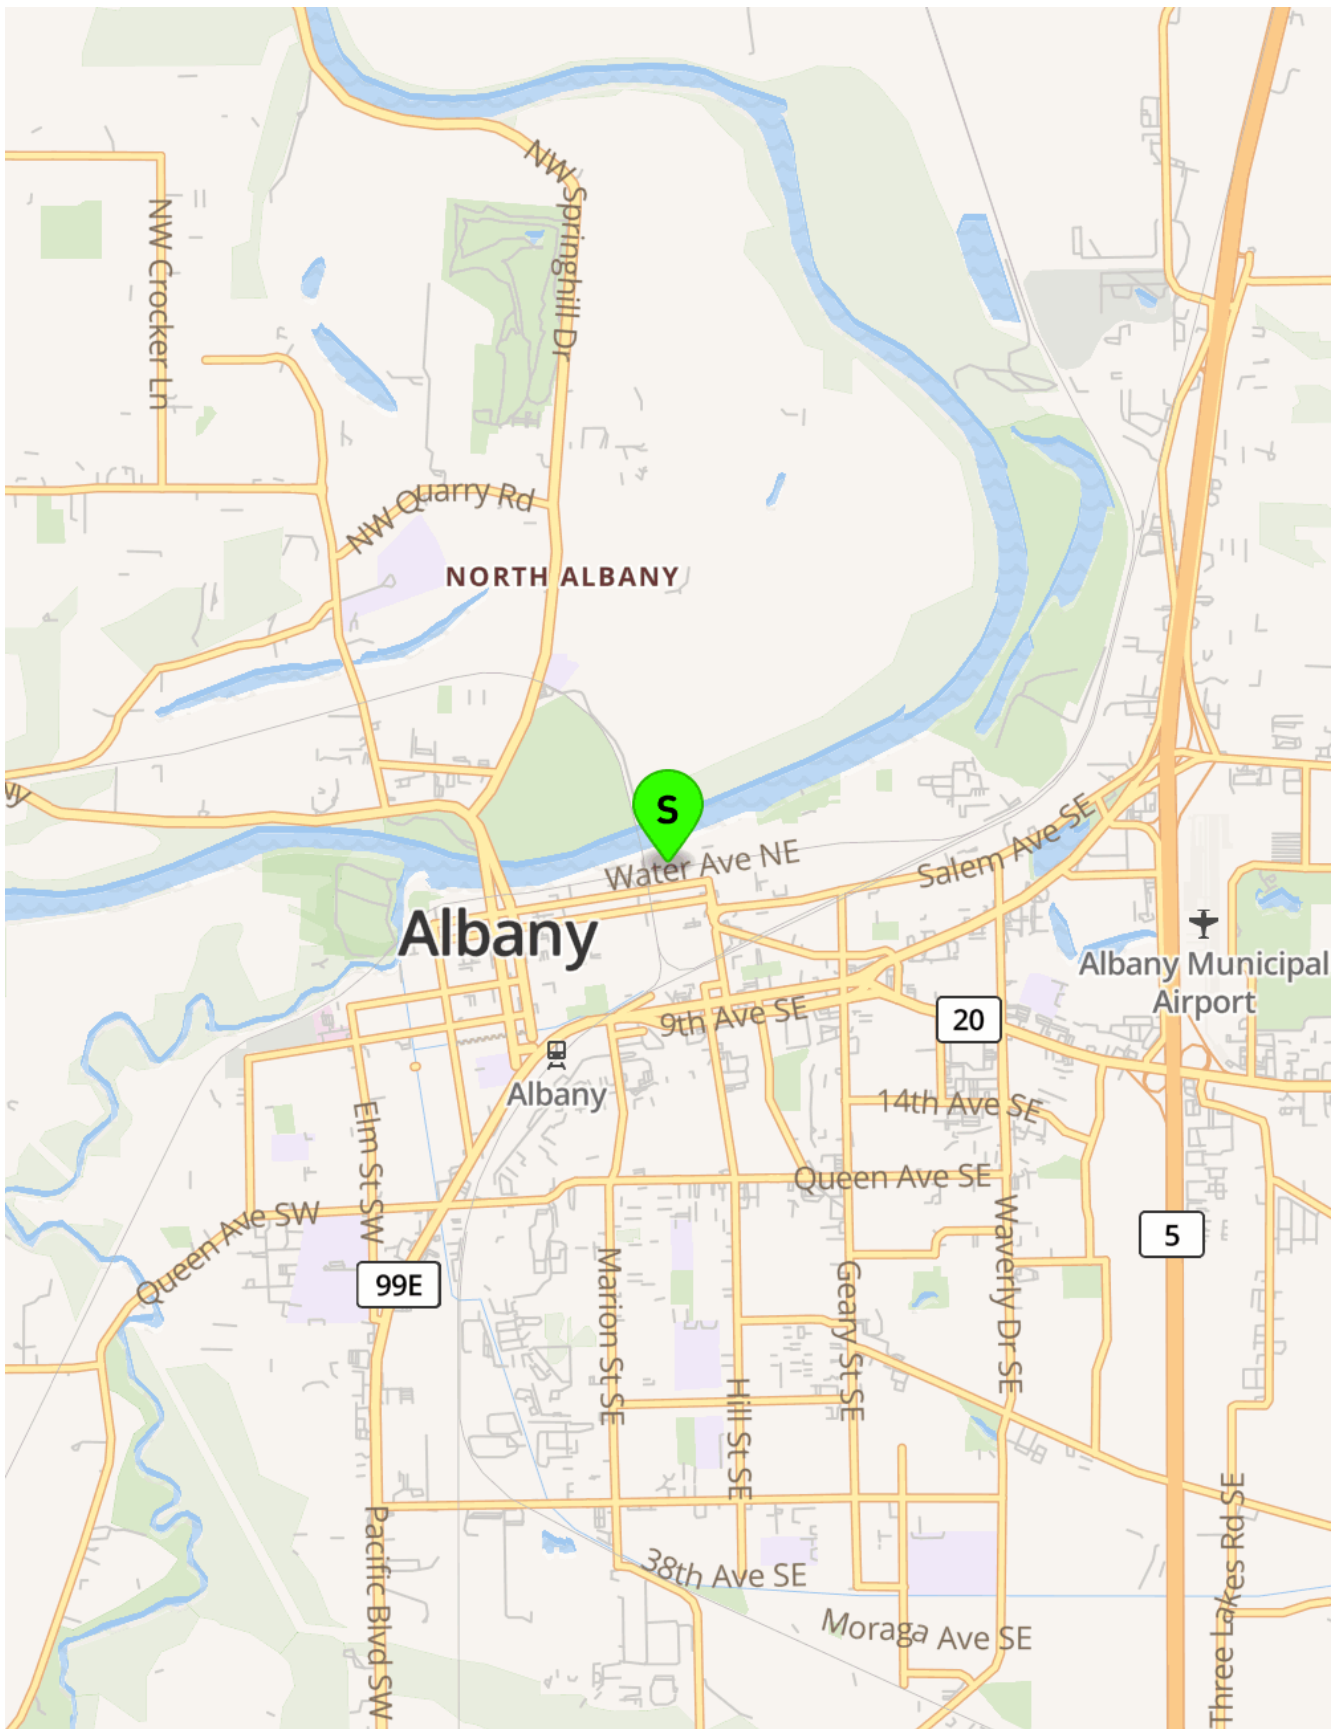 NW Springhill Dr
NW Crocker Ln
NW Quarry Rd
NORTH ALBANY
S
Water Ave NE
Salem Ave SE
Albany
Albany Municipal
Airport
20
9th Ave SE
Albany
14th Ave SE
Elm St SW
Queen Ave SE
Queen Ave SW
Waverly Dr SE
5
99E
Marion St SE
Geary St SE
Hill St SE
Three Lakes Rd SE
Pacific Blvd SW
38th Ave SE
Moraga Ave SE